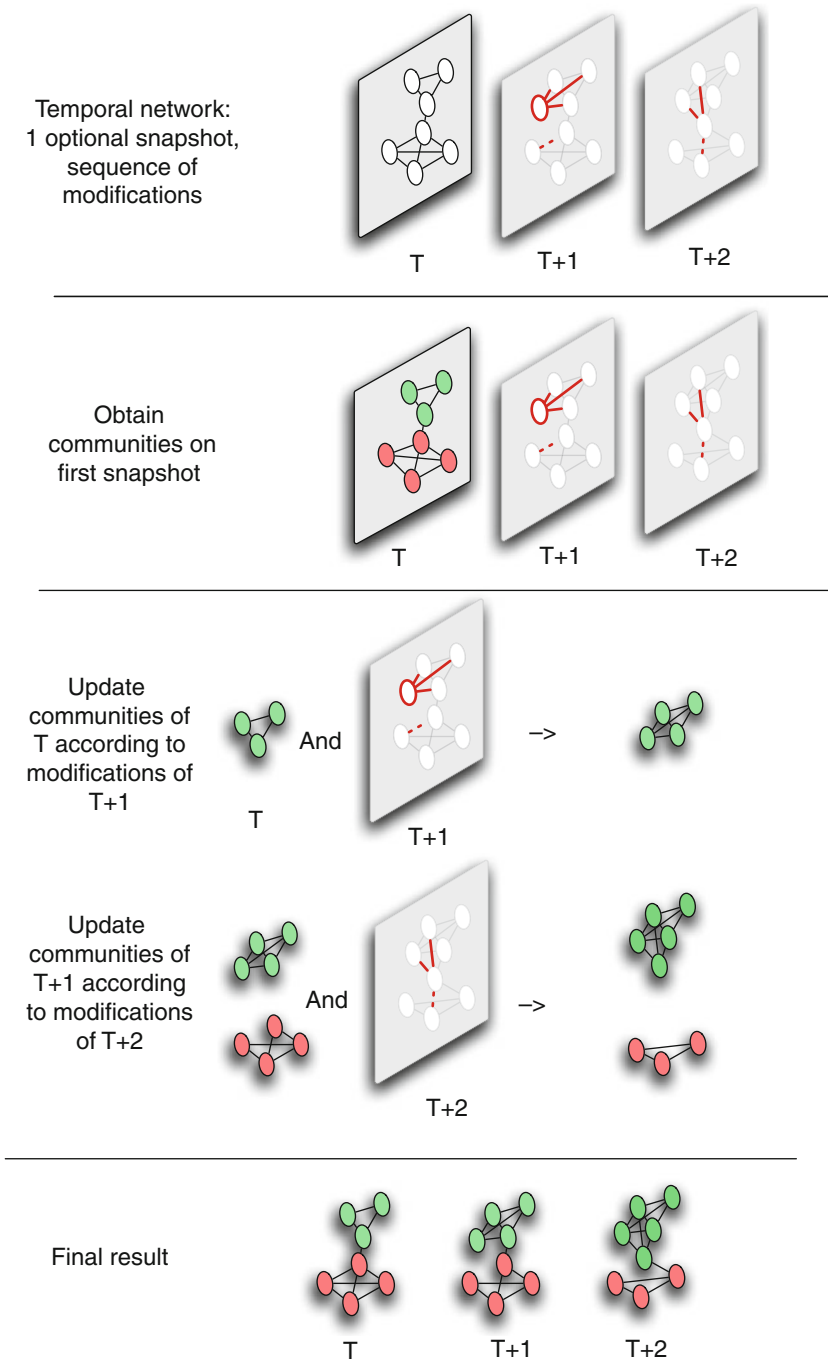 Temporal network:
1 optional snapshot,
sequence of
modifications
T
T+1
T+2
Obtain
communities on
first snapshot
T
T+1
T+2
Update
communities of
T according to
modifications of
T+1
And
–>
T
T+1
Update
communities of
T+1 according
to modifications
of T+2
And
–>
T+2
Final result
T
T+1
T+2